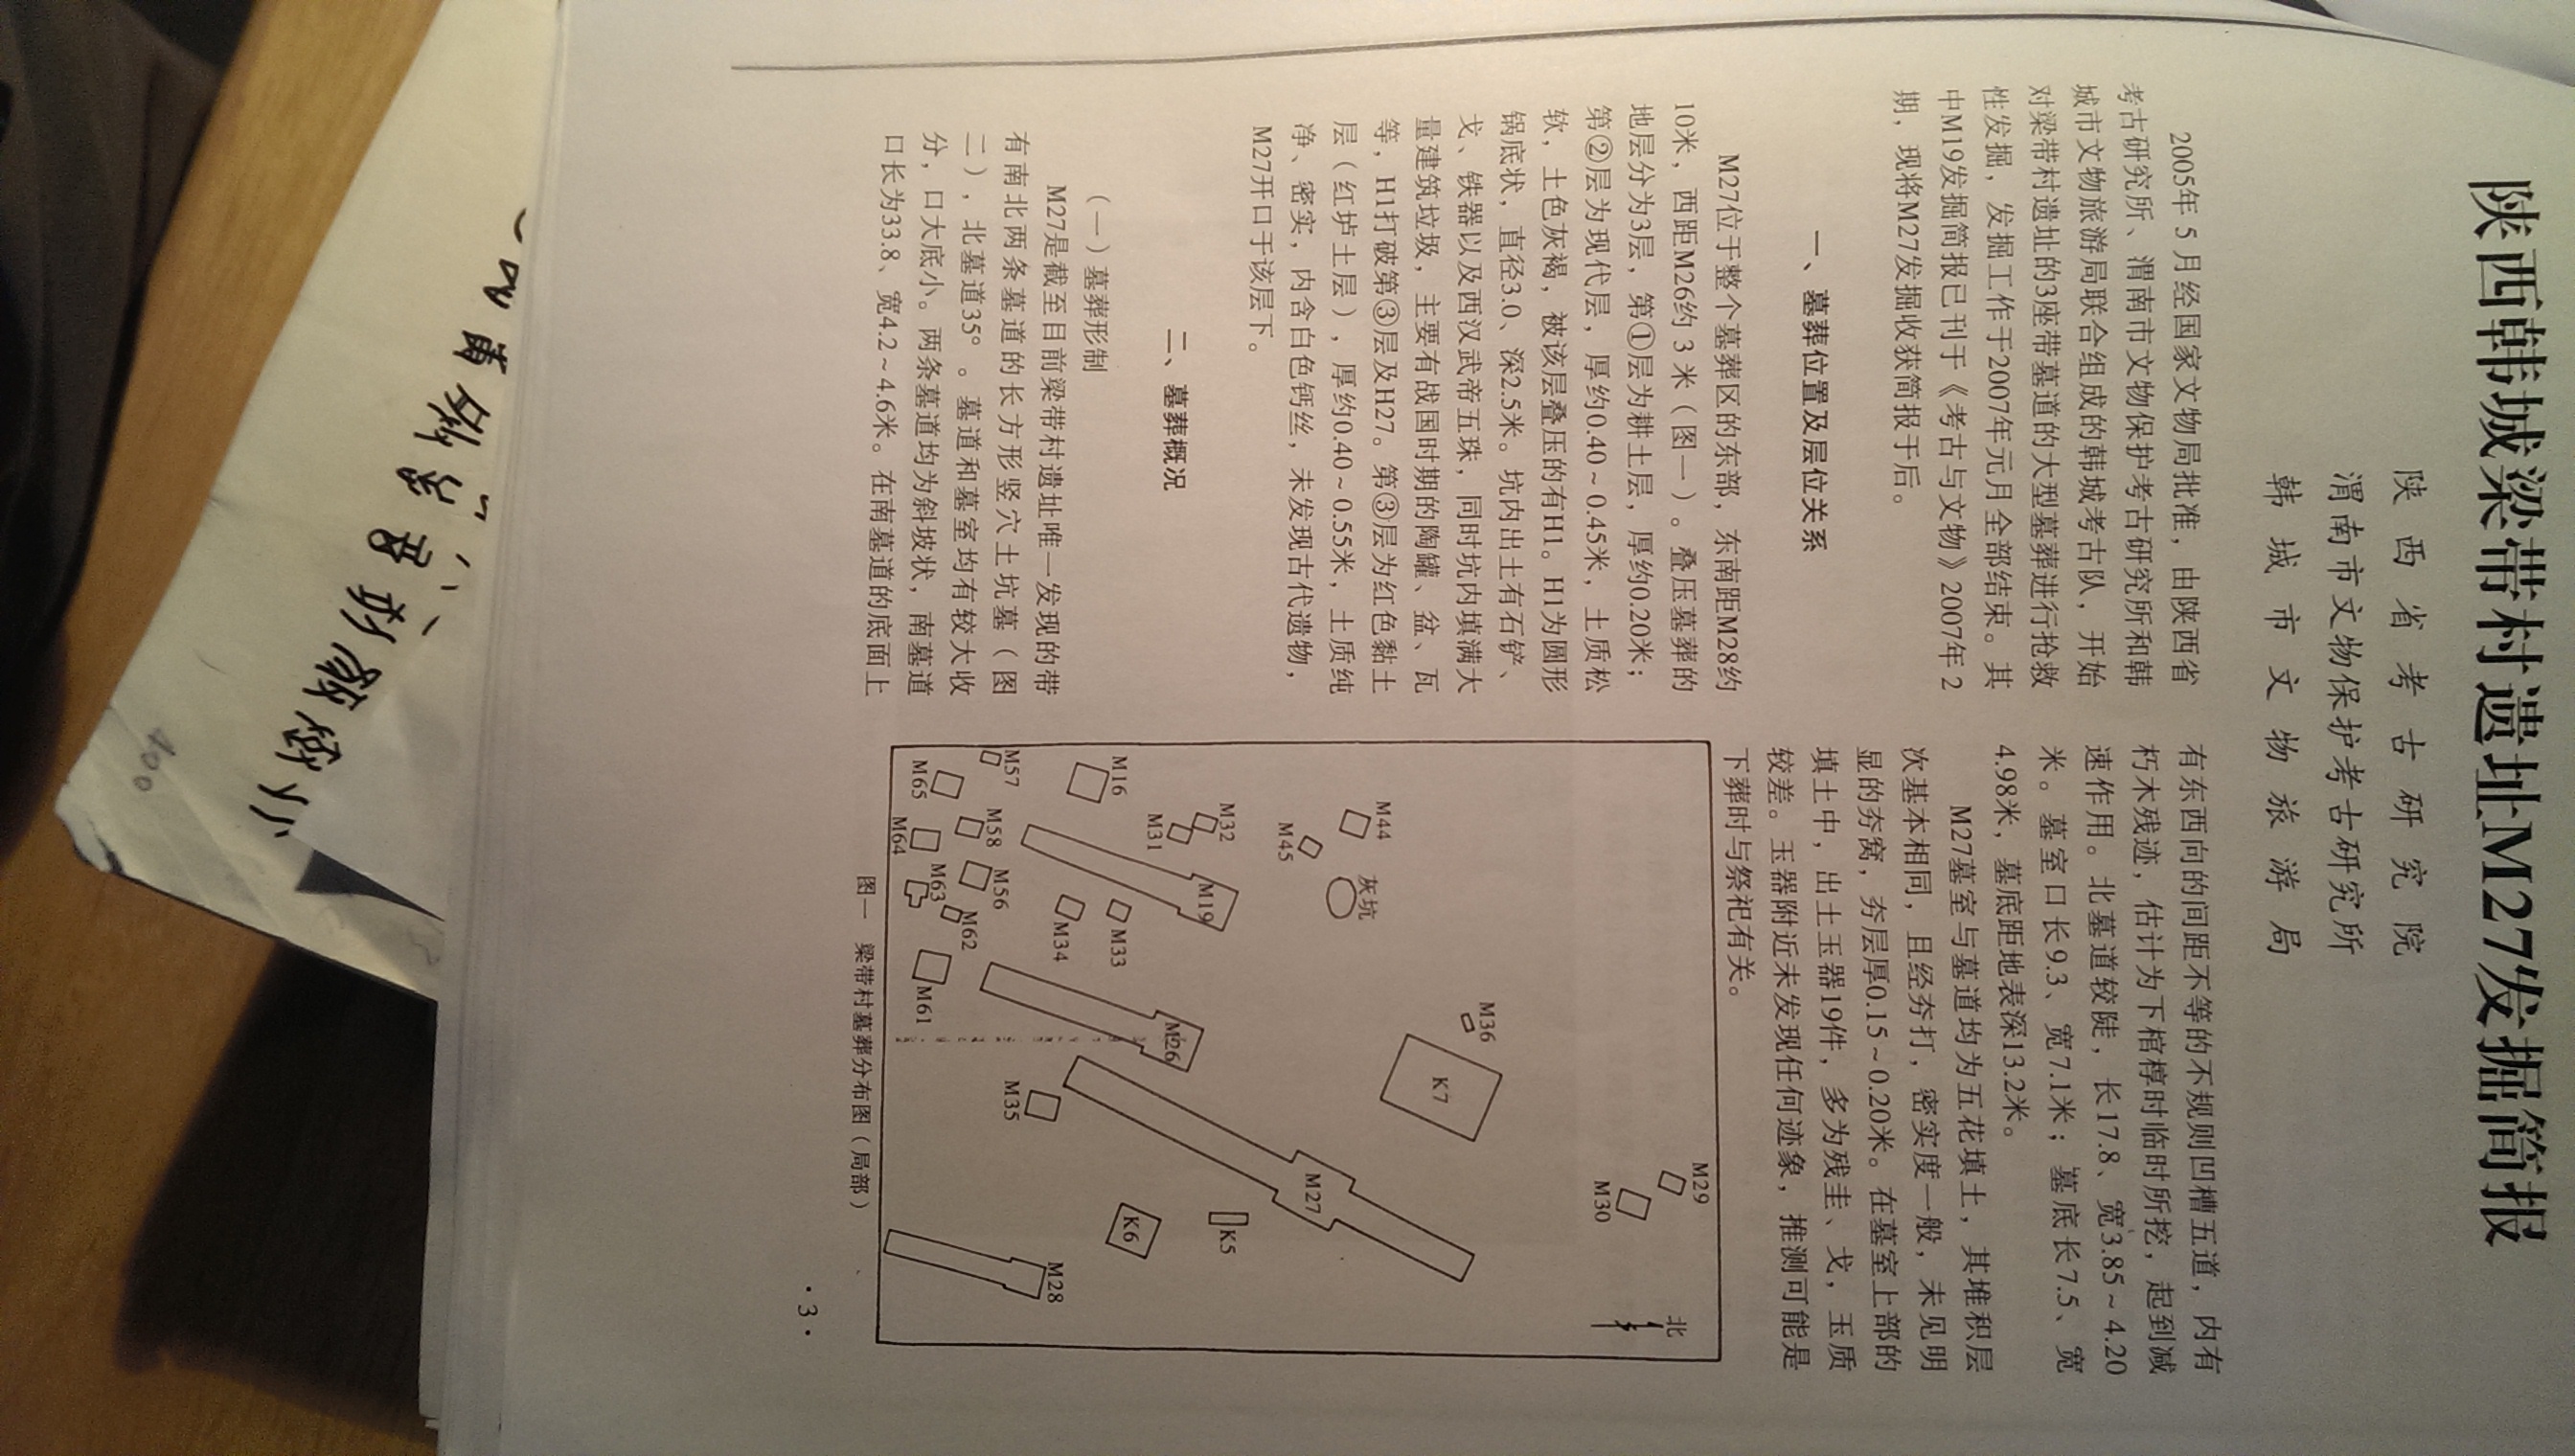 陕西韩城梁带村遗址M27发掘简报
陕西省考古研究院
渭南市文物保护考古研究所
韩城市文物旅游局
2005年5月经国家文物局批准，由陕西省
考古研究所、渭南市文物保护考古研究所和韩
城市文物旅游局联合组成的韩城考古队，开始
对梁带村遗址的3座带墓道的大型墓葬进行抢救
性发掘，发掘工作于2007年元月全部结束。其
中M19发掘简报已刊于《考古与文物》2007年2
期，现将M27发掘收获简报于后。
一、墓葬位置及层位关系
M27位于整个墓葬区的东部，东南距M28约
10米，西距M26约3米（图一）。叠压墓葬的
地层分为3层，第①层为耕土层，厚约0.20米；
第②层为现代层，厚约0.40~0.45米，土质松
软，土色灰褐，被该层叠压的有H1。H1为圆形
锅底状，直径3.0、深2.5米。坑内出土有石铲、
戈、铁器以及西汉武帝五珠，同时坑内填满大
量建筑垃圾，主要有战国时期的陶罐、盆、瓦
等，H1打破第③层及H27。第③层为红色黏土
层（红垆土层），厚约0.40~0.55米，土质纯
净、密实，内含白色钙丝，未发现古代遗物，
M27开口于该层下。
二、墓葬概况
（一）墓葬形制
M27是截至目前梁带村遗址唯一发现的带
有南北两条墓道的长方形竖穴土坑墓（图
二），北墓道35°。墓道和墓室均有较大收
分，口大底小。两条墓道均为斜坡状，南墓道
口长为33.8、宽4.2~4.6米。在南墓道的底面上
有东西向的间距不等的不规则凹槽五道，内有
朽木残迹，估计为下棺椁时临时所挖，起到减
速作用。北墓道较陡，长17.8、宽3.85~4.20
米。墓室口长9.3、宽7.1米；墓底长7.5、宽
4.98米，墓底距地表深13.2米。
M27墓室与墓道均为五花填土，其堆积层
次基本相同，且经夯打，密实度一般，未见明
显的夯窝，夯层厚0.15~0.20米。在墓室上部的
填土中，出土玉器19件，多为残圭、戈，玉质
较差。玉器附近未发现任何迹象，推测可能是
下葬时与祭祀有关。
北
M29
M30
M36
K7
M44
灰坑
M45
M32
M31
M16
M19
M33
M34
M57
M65
M58
M64
M56
M63
M62
M61
M26
M35
M27
K5
K6
M28
图一 梁带村墓葬分布图（局部）
·3·